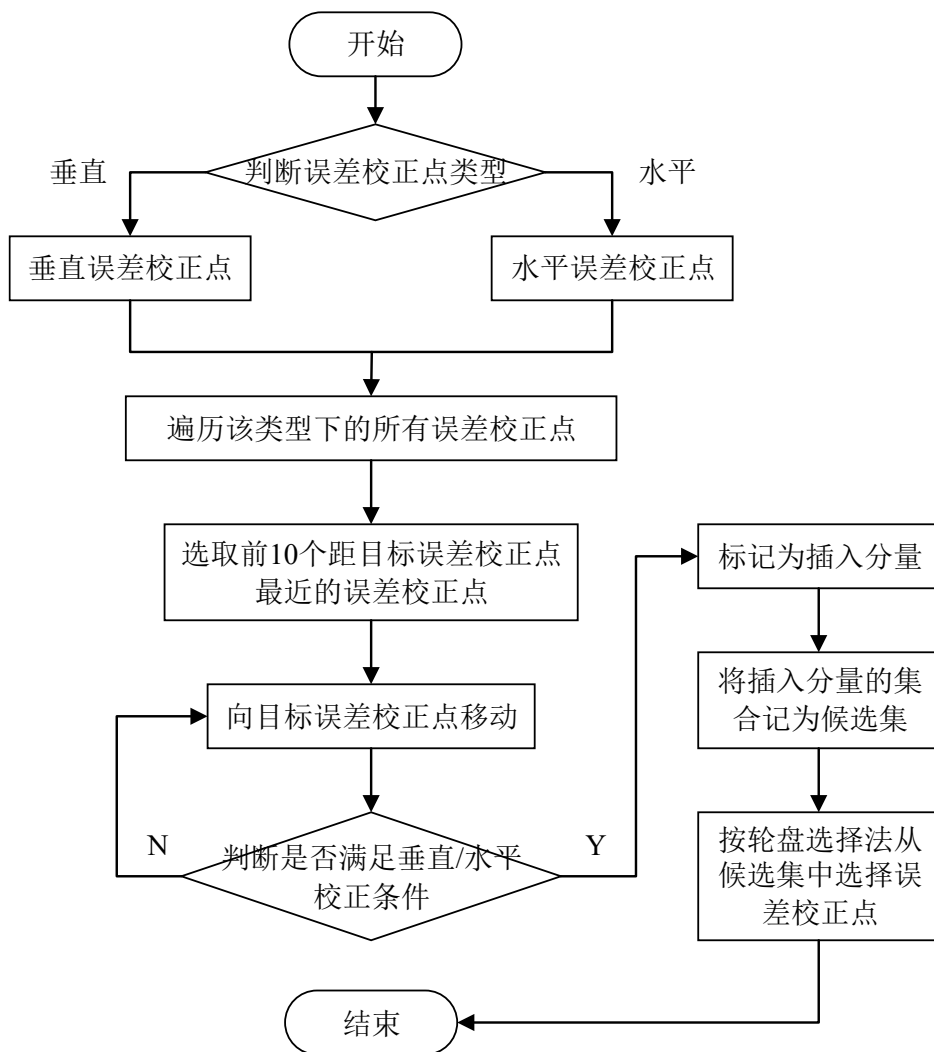 开始
判断误差校正点类型
垂直
水平
垂直误差校正点
水平误差校正点
遍历该类型下的所有误差校正点
选取前10个距目标误差校正点
最近的误差校正点
向目标误差校正点移动
判断是否满足垂直/水平
校正条件
N
Y
标记为插入分量
将插入分量的集
合记为候选集
按轮盘选择法从
候选集中选择误
差校正点
结束